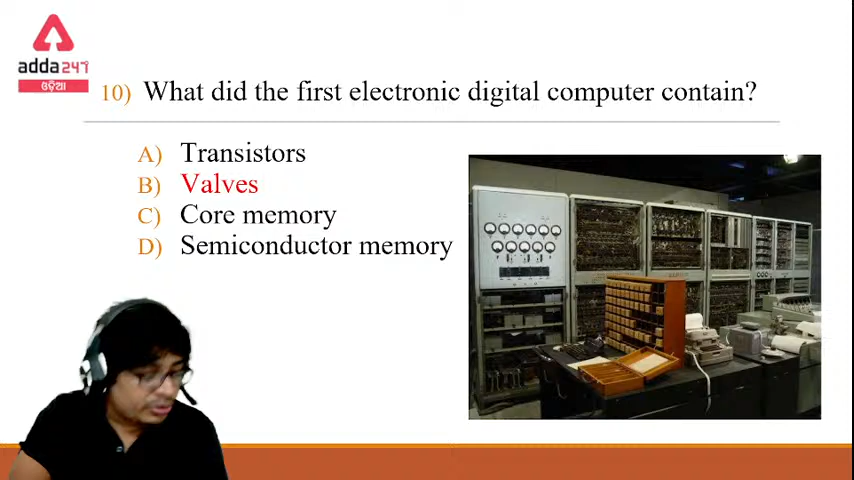 adda247
ଓଡ଼ିଆ
10) What did the first electronic digital computer contain?
A) Transistors
B) Valves
C) Core memory
D) Semiconductor memory